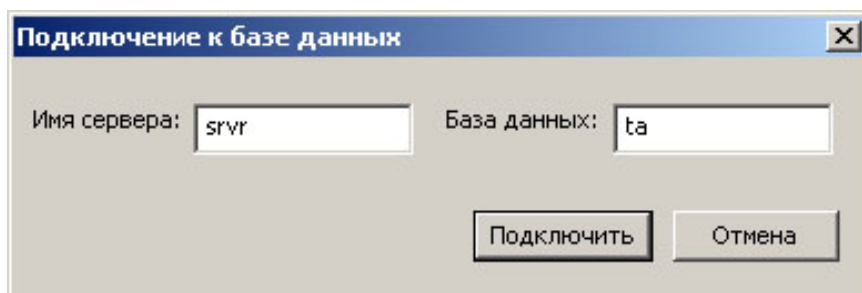 Подключение к базе данных
Имя сервера: srvr База данных: ta
Подключить Отмена